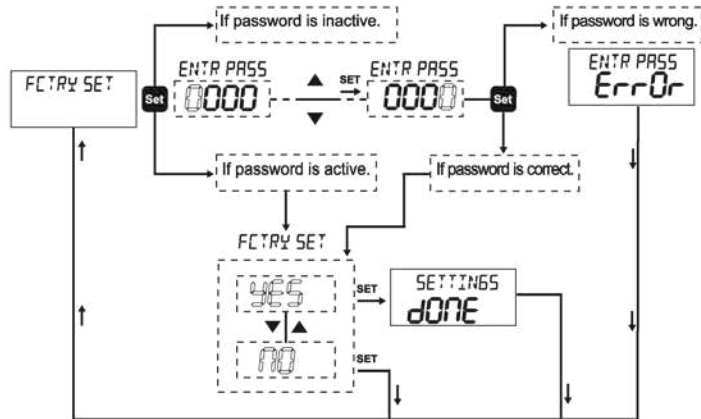 If password is inactive.
If password is wrong.
FCTRY SET
Set
ENTR PASS
0000
SET
ENTR PASS
0000
Set
ENTR PASS
Err0r
If password is active.
If password is correct.
FCTRY SET
YES
SET
SETTINGS
dONE
NO
SET